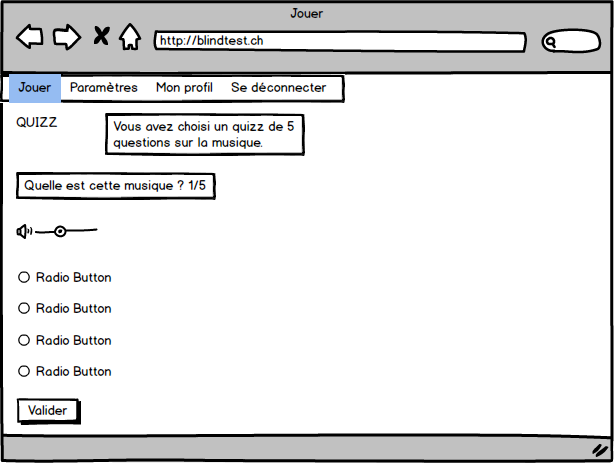 Jouer
http://blindtest.ch
Jouer Paramètres Mon profil Se déconnecter
QUIZZ
Vous avez choisi un quizz de 5
questions sur la musique.
Quelle est cette musique ? 1/5
Radio Button
Radio Button
Radio Button
Radio Button
Valider